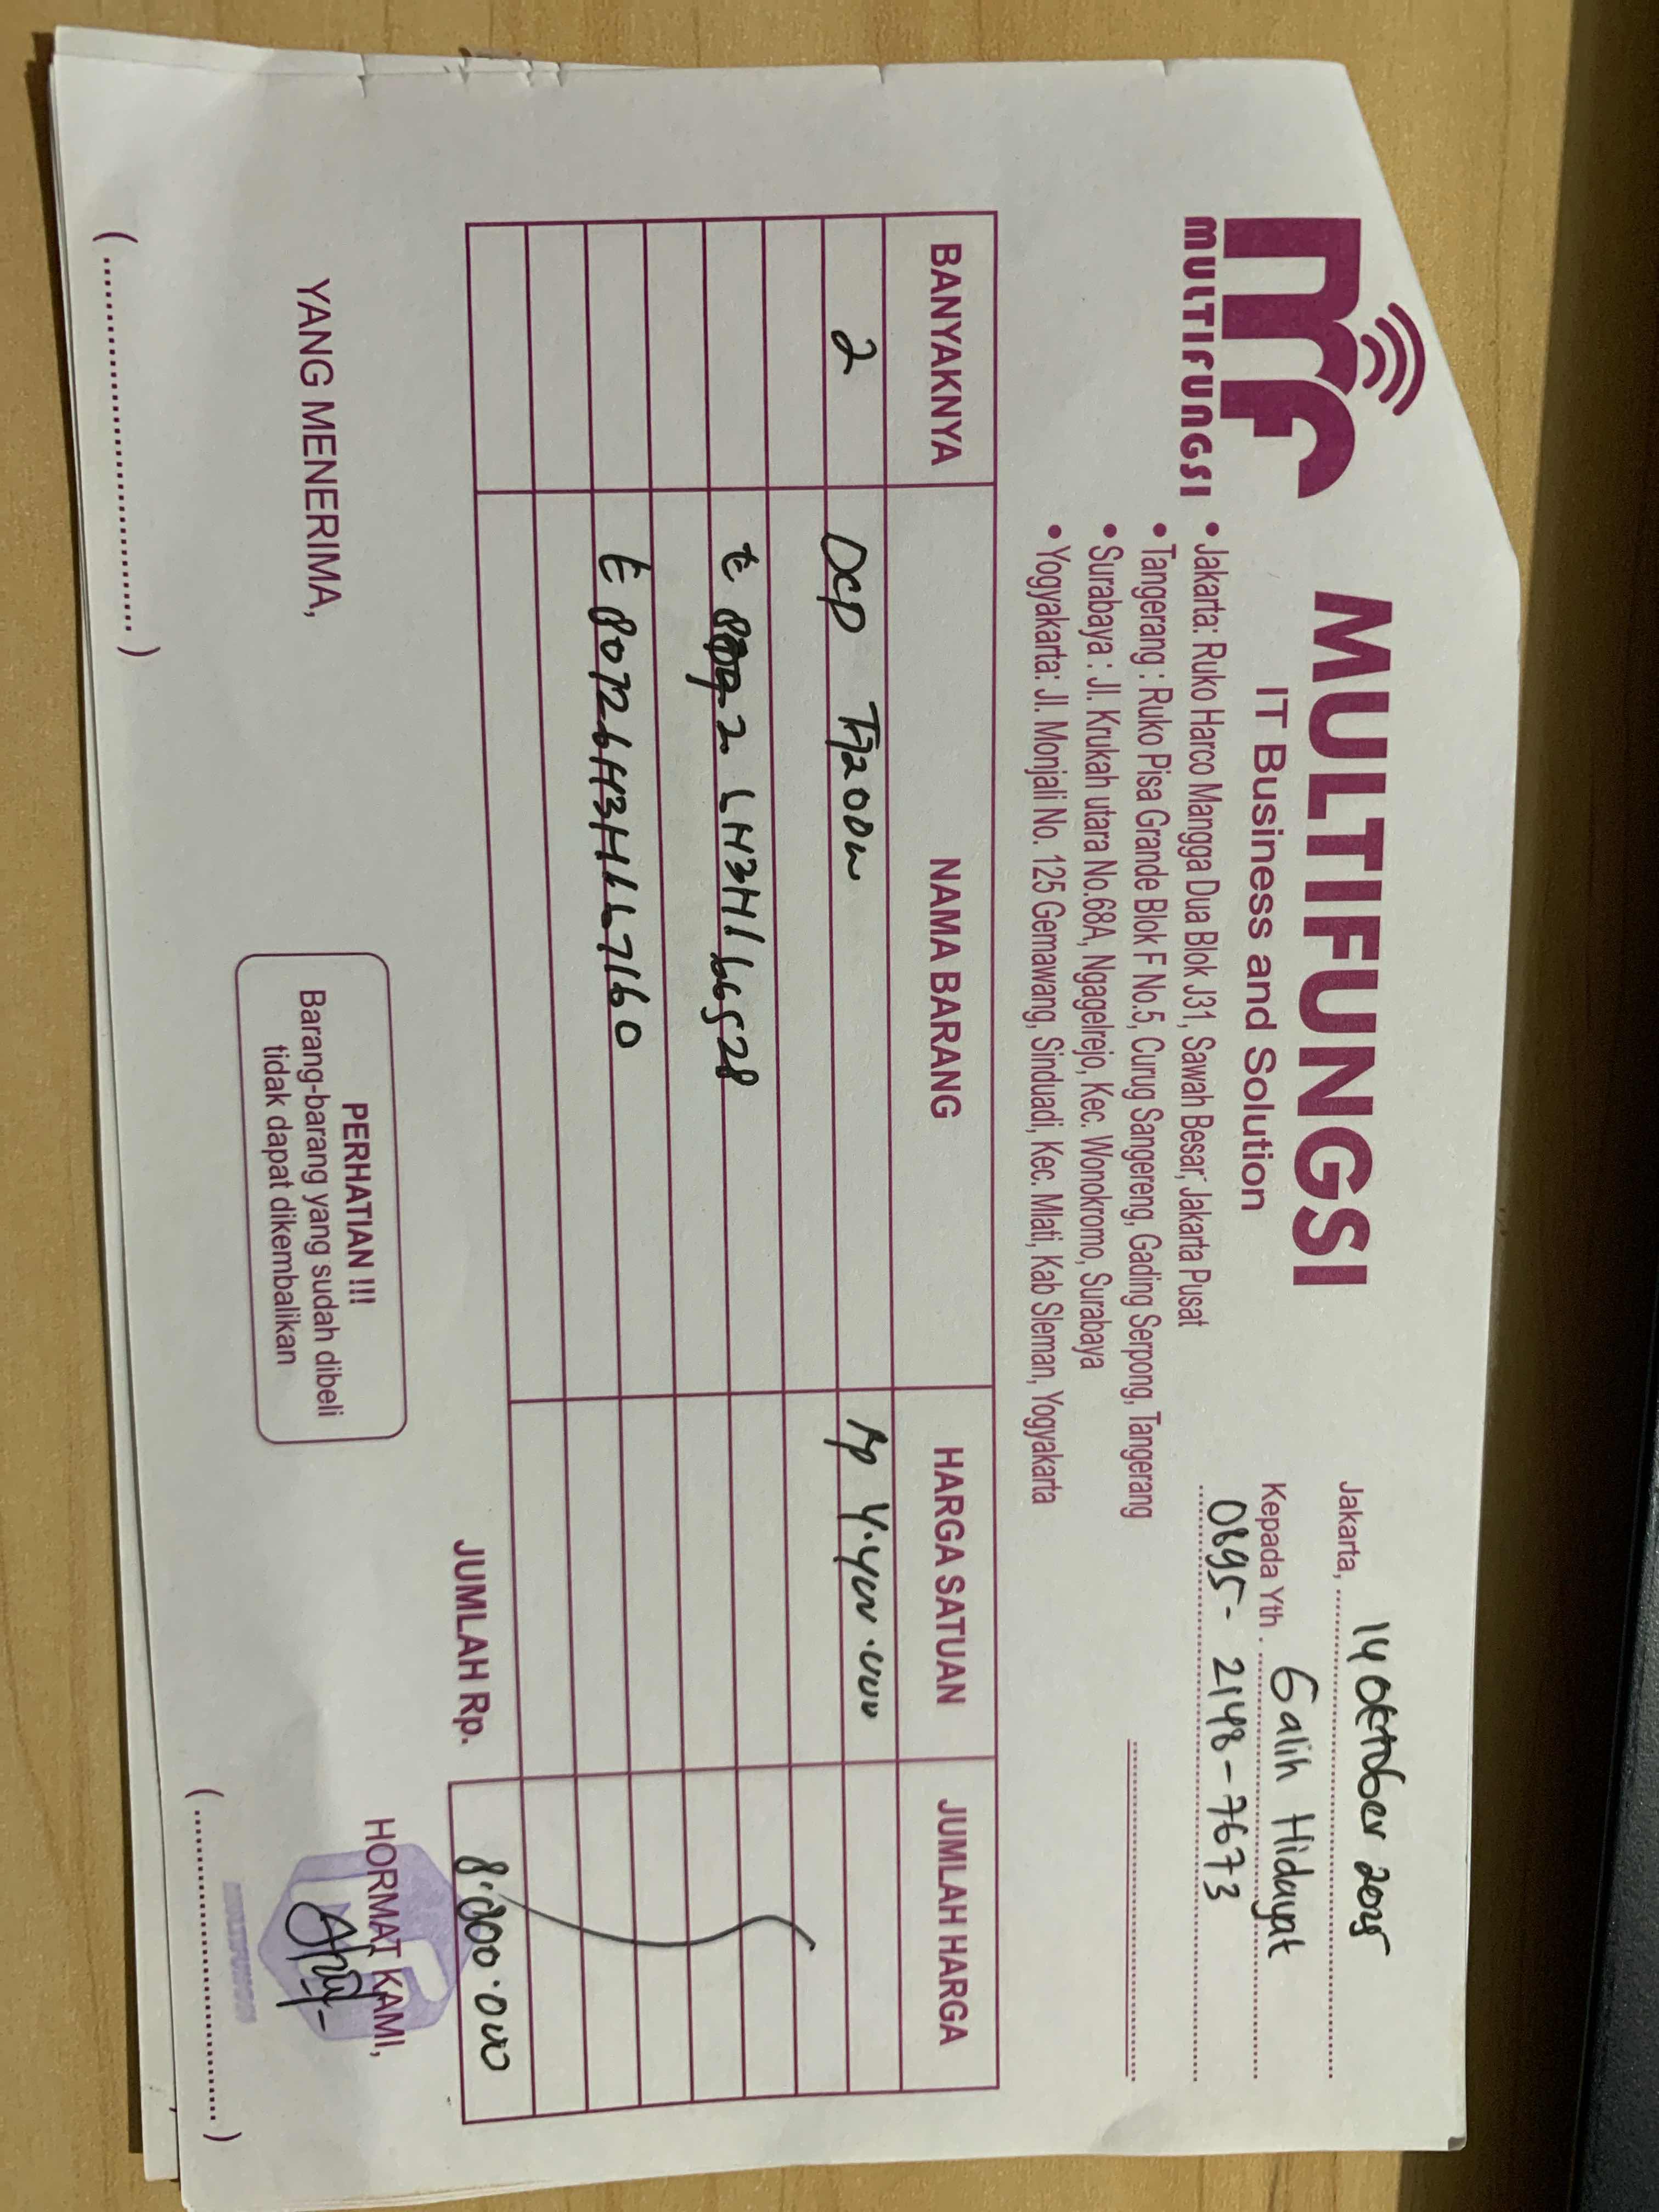 MULTIFUNGSI
MULTIFUNGSI
IT Business and Solution
• Jakarta: Ruko Harco Mangga Dua Blok J31, Sawah Besar, Jakarta Pusat
• Tangerang : Ruko Pisa Grande Blok F No.5, Curug Sangereng, Gading Serpong, Tangerang
• Surabaya : Jl. Krukah utara No.68A, Ngagelrejo, Kec. Wonokromo, Surabaya
• Yogyakarta: Jl. Monjali No. 125 Gemawang, Sinduadi, Kec. Mlati, Kab Sleman, Yogyakarta
Jakarta, 14 Oktober 2025
Kepada Yth. Galih Hidayat
0895-2148-7673
BANYAKNYA NAMA BARANG HARGA SATUAN JUMLAH HARGA
2 DCP T720DW Rp 4.400.000
E80726H3H667160
JUMLAH Rp. 8.800.000
YANG MENERIMA,
PERHATIAN !!!
Barang-barang yang sudah dibeli
tidak dapat dikembalikan
HORMAT KAMI,